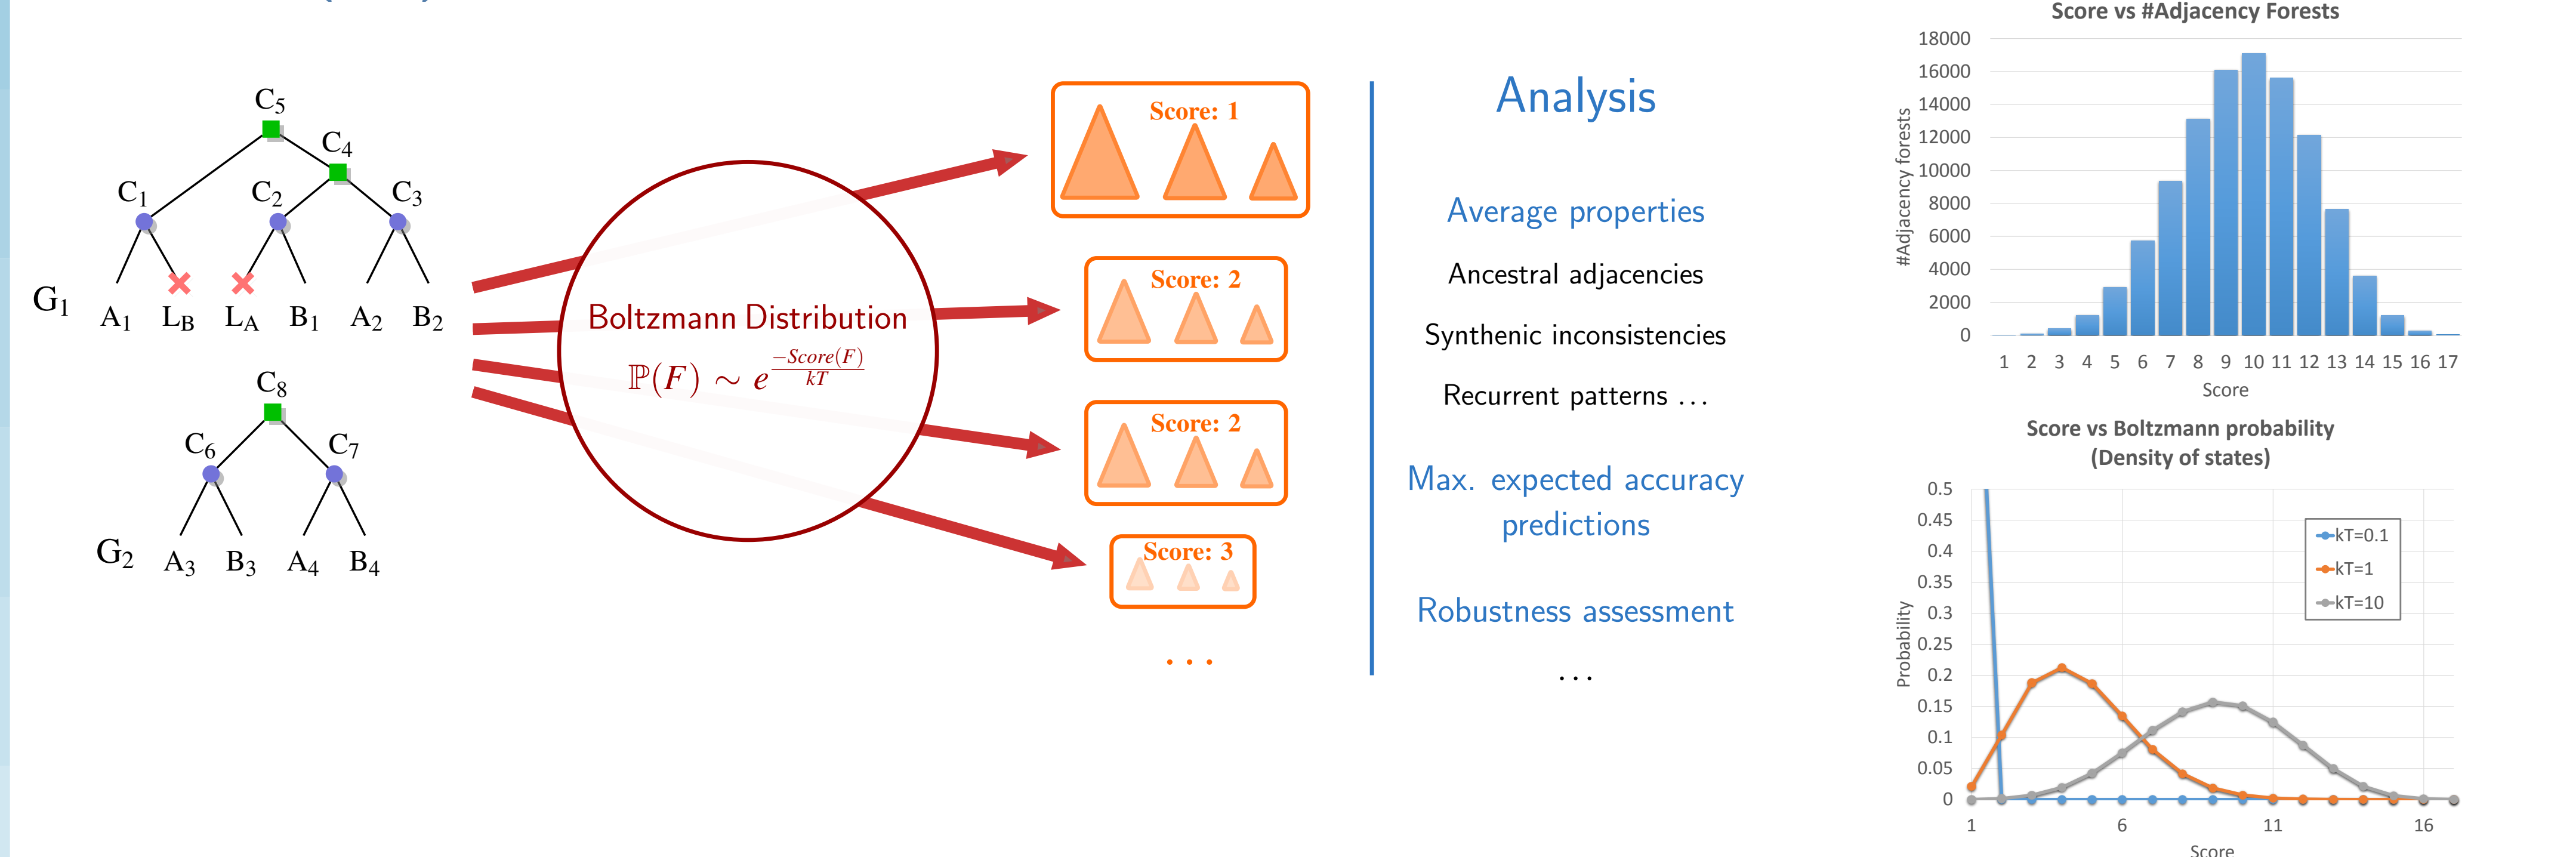 C5
C4
C1
C2
C3
G1
A1
LB
LA
B1
A2
B2
C8
C6
C7
G2
A3
B3
A4
B4
Boltzmann Distribution
ℙ(F) ∼ e^{-Score(F)/kT}
Score: 1
Score: 2
Score: 2
Score: 3
...
Analysis
Average properties
Ancestral adjacencies
Synthenic inconsistencies
Recurrent patterns ...
Max. expected accuracy
predictions
Robustness assessment
...
Score vs #Adjacency Forests
#Adjacency forests
18000
16000
14000
12000
10000
8000
6000
4000
2000
0
1 2 3 4 5 6 7 8 9 10 11 12 13 14 15 16 17
Score
Score vs Boltzmann probability
(Density of states)
Probability
0.5
0.45
0.4
0.35
0.3
0.25
0.2
0.15
0.1
0.05
0
kT=0.1
kT=1
kT=10
1 6 11 16
Score